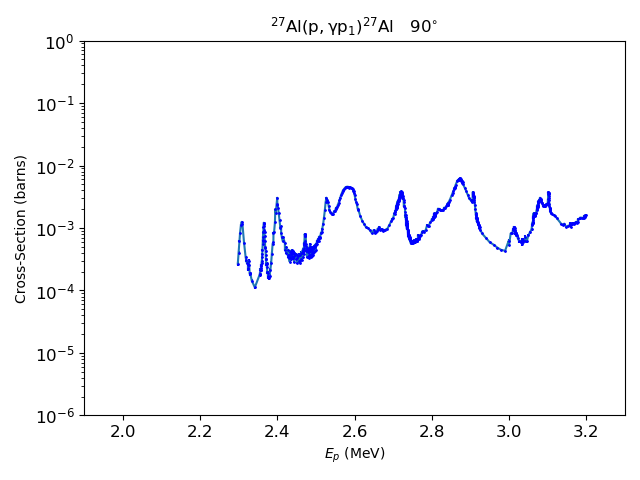 ²⁷Al(p, γp₁)²⁷Al 90°
10⁰
10⁻¹
10⁻²
10⁻³
10⁻⁴
10⁻⁵
10⁻⁶
Cross-Section (barns)
2.0 2.2 2.4 2.6 2.8 3.0 3.2
Eₚ (MeV)